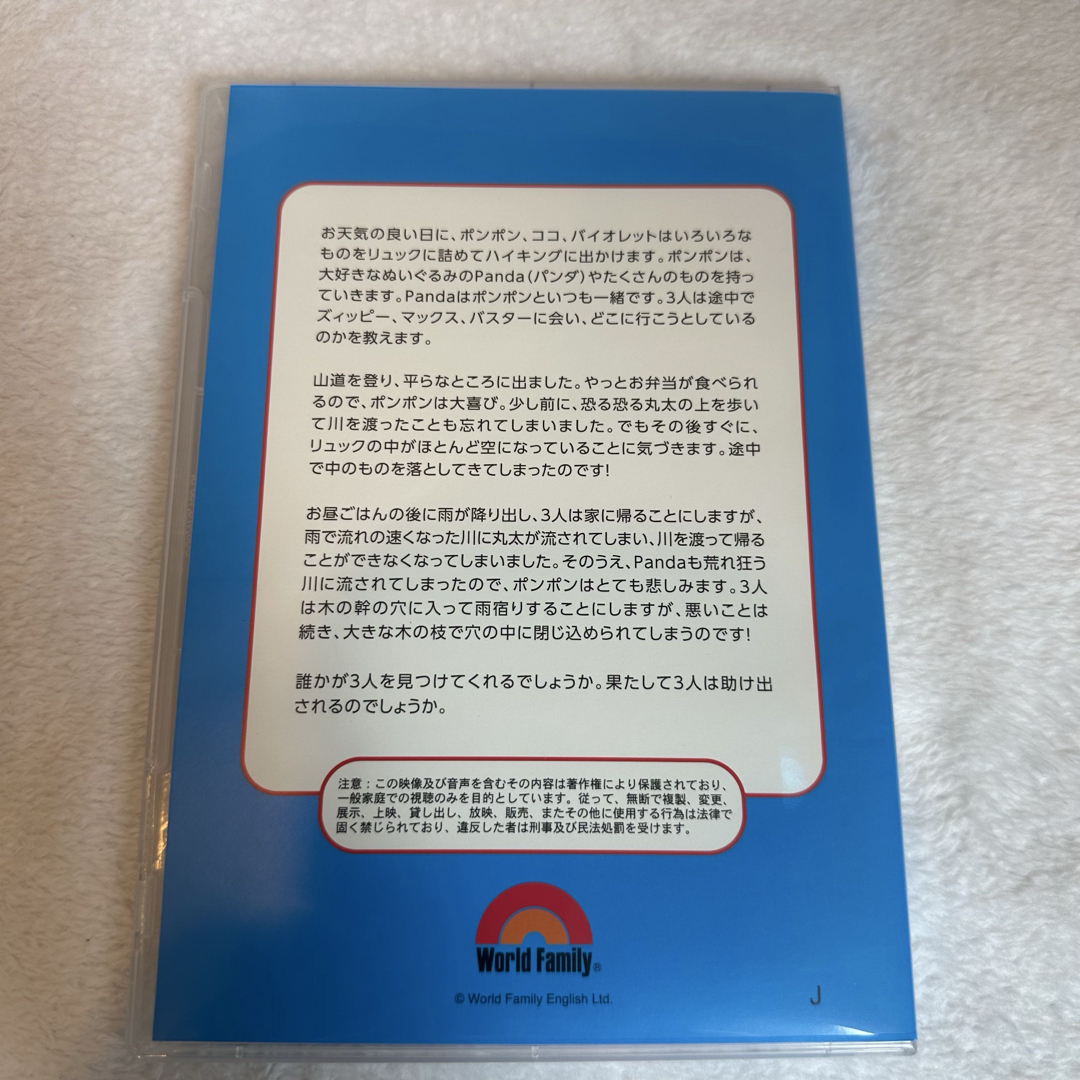 お天気の良い日に、ポンポン、ココ、バイオレットはいろいろな
ものをリュックに詰めてハイキングに出かけます。ポンポンは、
大好きなぬいぐるみのPanda（パンダ）やたくさんのものを持っ
ていきます。Pandaはポンポンといつも一緒です。3人は途中で
ズィッピー、マックス、バスターに会い、どこに行こうとしている
のかを教えます。
山道を登り、平らなところに出ました。やっとお弁当が食べられ
るので、ポンポンは大喜び。少し前に、恐る恐る丸太の上を歩い
て川を渡ったことも忘れてしまいました。でもその後すぐに、
リュックの中がほとんど空になっていることに気づきます。途中
で中のものを落としてきてしまったのです！
お昼ごはんの後に雨が降り出し、3人は家に帰ることにしますが、
雨で流れの速くなった川に丸太が流されてしまい、川を渡って帰る
ことができなくなってしまいました。そのうえ、Pandaも荒れ狂う
川に流されてしまったので、ポンポンはとても悲しみます。3人
は木の幹の穴に入って雨宿りすることにしますが、悪いことは
続き、大きな木の枝で穴の中に閉じ込められてしまうのです！
誰かが3人を見つけてくれるでしょうか。果たして3人は助け出
されるのでしょうか。
注意：この映像及び音声を含むその内容は著作権により保護されており、
一般家庭での視聴のみを目的としています。従って、無断で複製、変更、
展示、上映、貸し出し、放映、販売、またその他に使用する行為は法律で
固く禁じられており、違反した者は刑事及び民法処罰を受けます。
World Family®
© World Family English Ltd.
J